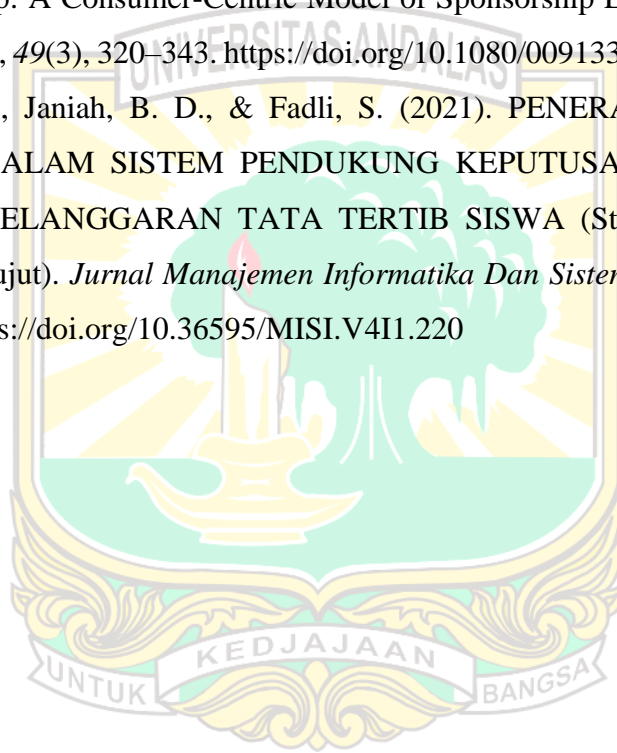 p: A Consumer-Centric Model of Sponsorship E
, 49(3), 320–343. https://doi.org/10.1080/009133
UNIVERSITAS ANDALAS
, Janiah, B. D., & Fadli, S. (2021). PENERA
ALAM SISTEM PENDUKUNG KEPUTUSA
ELANGGARAN TATA TERTIB SISWA (St
ujut). Jurnal Manajemen Informatika Dan Sister
s://doi.org/10.36595/MISI.V4I1.220
UNTUK KEDJAJAAN BANGSA